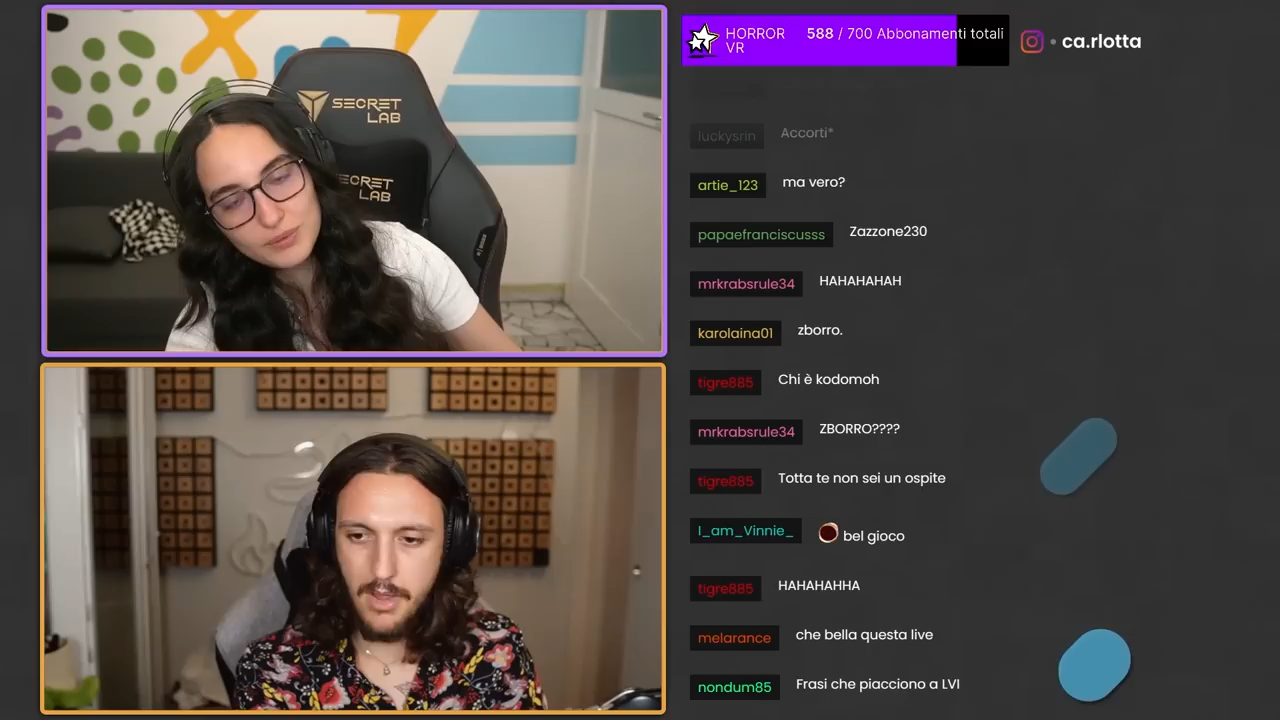 SECRET
LAB
SECRET
LAB
HORROR
VR
588 / 700 Abbonamenti totali
ca.rlotta
luckysrin Accorti*
artie_123 ma vero?
papaefranciscusss Zazzone230
mrkrabsrule34 HAHAHAHAH
karolaina01 zborro.
tigre885 Chi è kodomoh
mrkrabsrule34 ZBORRO????
tigre885 Totta te non sei un ospite
I_am_Vinnie_ bel gioco
tigre885 HAHAHAHHA
melarance che bella questa live
nondum85 Frasi che piacciono a LVI